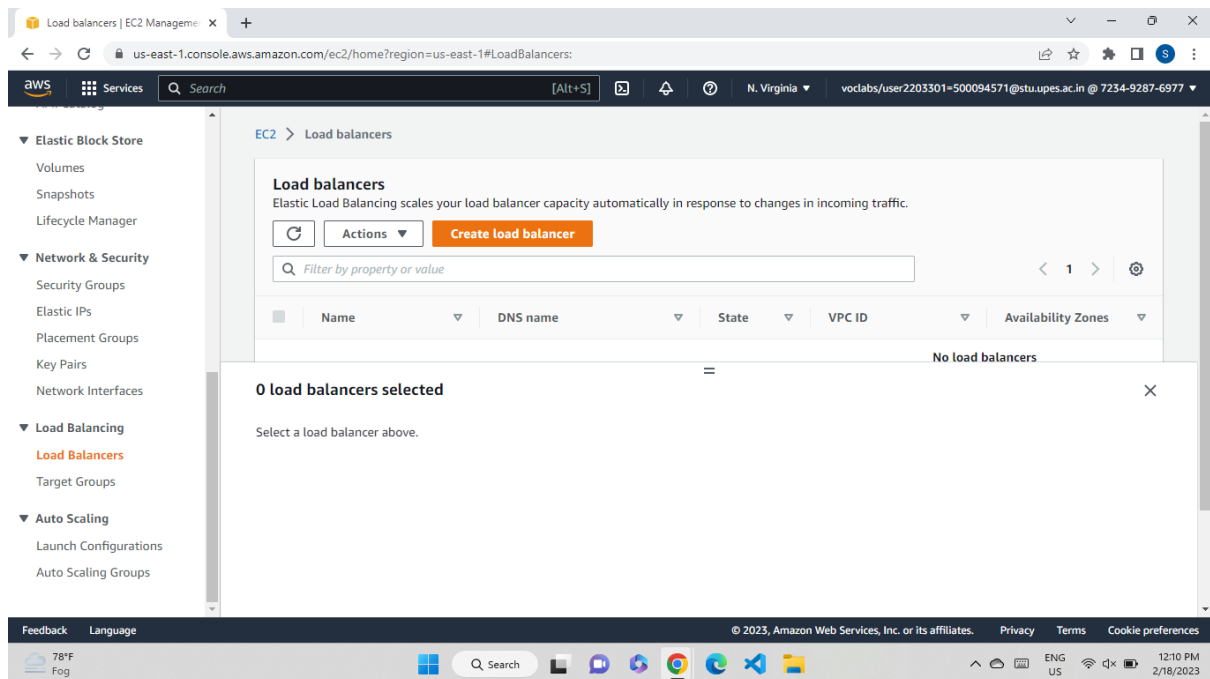 Load balancers | EC2 Manageme
us-east-1.console.aws.amazon.com/ec2/home?region=us-east-1#LoadBalancers:
S
aws Services Search [Alt+S] N. Virginia voclabs/user2203301=500094571@stu.upes.ac.in @ 7234-9287-6977
Elastic Block Store
Volumes
Snapshots
Lifecycle Manager
Network & Security
Security Groups
Elastic IPs
Placement Groups
Key Pairs
Network Interfaces
Load Balancing
Load Balancers
Target Groups
Auto Scaling
Launch Configurations
Auto Scaling Groups
EC2 > Load balancers
Load balancers
Elastic Load Balancing scales your load balancer capacity automatically in response to changes in incoming traffic.
Actions Create load balancer
Filter by property or value 1
Name DNS name State VPC ID Availability Zones
No load balancers
0 load balancers selected
Select a load balancer above.
Feedback Language © 2023, Amazon Web Services, Inc. or its affiliates. Privacy Terms Cookie preferences
78°F
Fog
Search
ENG
US
12:10 PM
2/18/2023